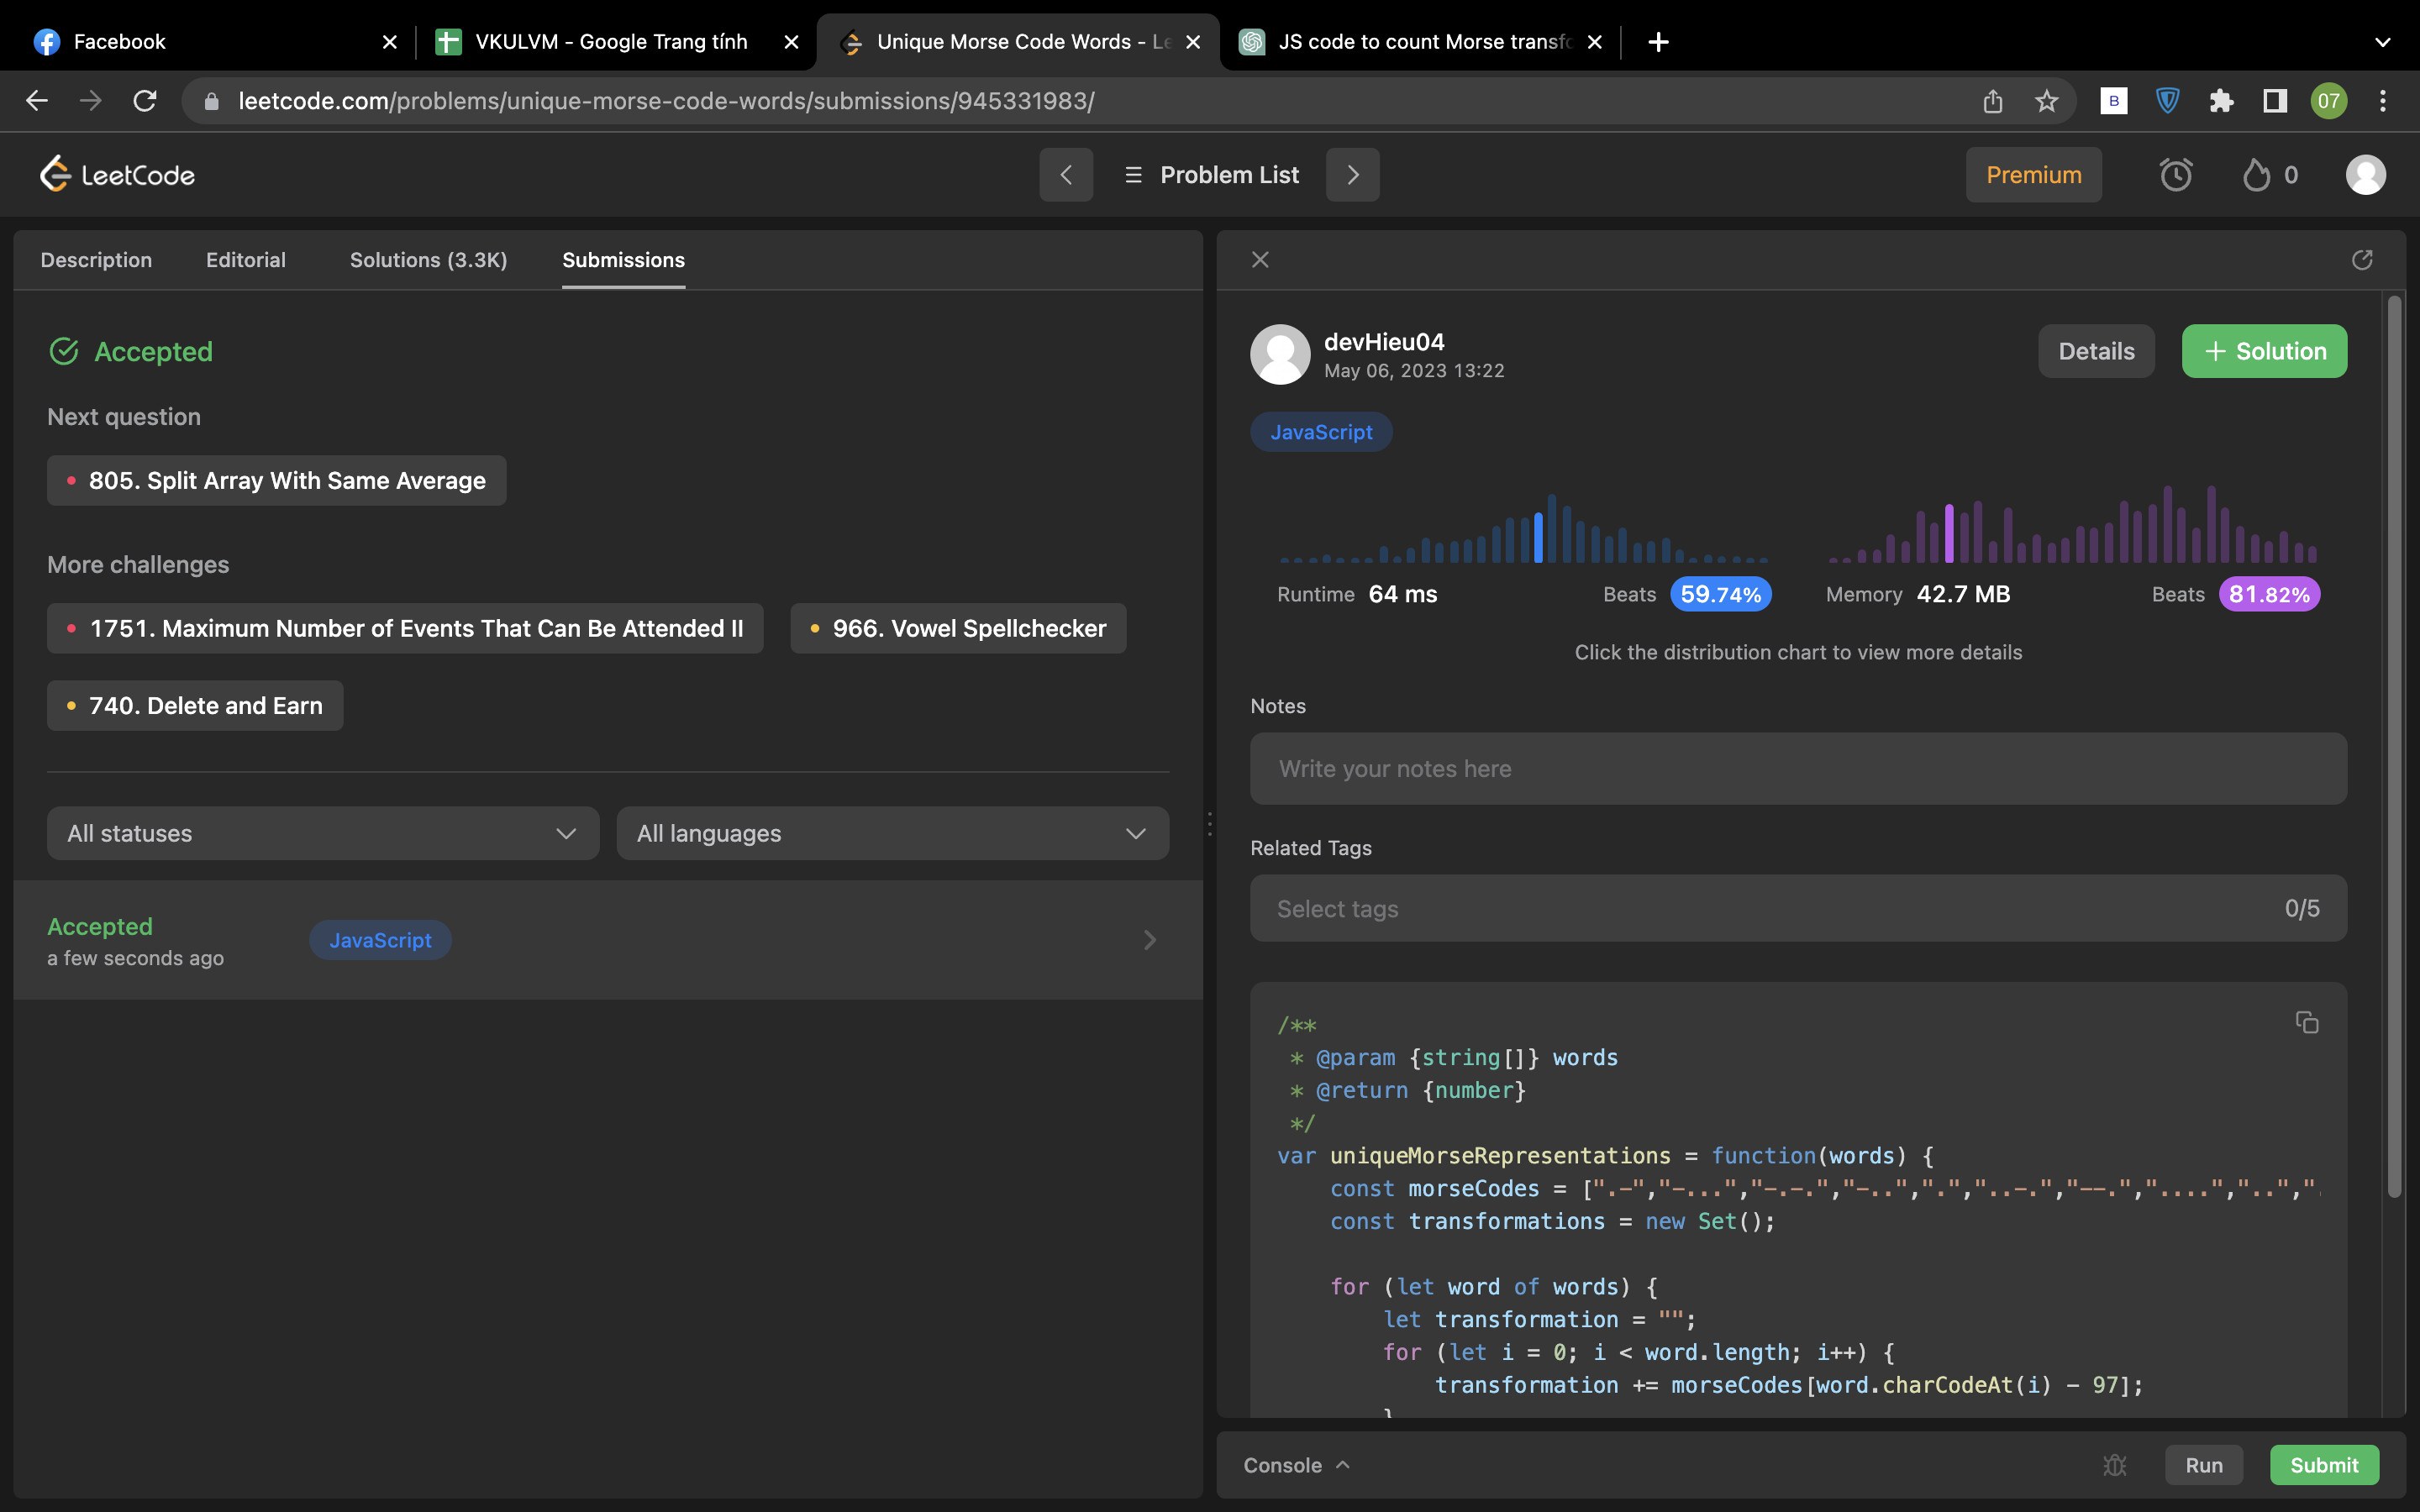 Facebook
VKULVM - Google Trang tính
Unique Morse Code Words - Le
JS code to count Morse transfo
leetcode.com/problems/unique-morse-code-words/submissions/945331983/
B
07
LeetCode
Problem List
Premium
0
Description
Editorial
Solutions (3.3K)
Submissions
Accepted
Next question
805. Split Array With Same Average
More challenges
1751. Maximum Number of Events That Can Be Attended II
966. Vowel Spellchecker
740. Delete and Earn
All statuses
All languages
Accepted
a few seconds ago
JavaScript
devHieu04
May 06, 2023 13:22
Details
+ Solution
JavaScript
Runtime 64 ms
Beats 59.74%
Memory 42.7 MB
Beats 81.82%
Click the distribution chart to view more details
Notes
Write your notes here
Related Tags
Select tags
0/5
/**
 * @param {string[]} words
 * @return {number}
 */
var uniqueMorseRepresentations = function(words) {
    const morseCodes = [".-","-...","-.-.","-..",".","..-.","--.","....","..",".
    const transformations = new Set();
    for (let word of words) {
        let transformation = "";
        for (let i = 0; i < word.length; i++) {
            transformation += morseCodes[word.charCodeAt(i) - 97];
        }
Console
Run
Submit